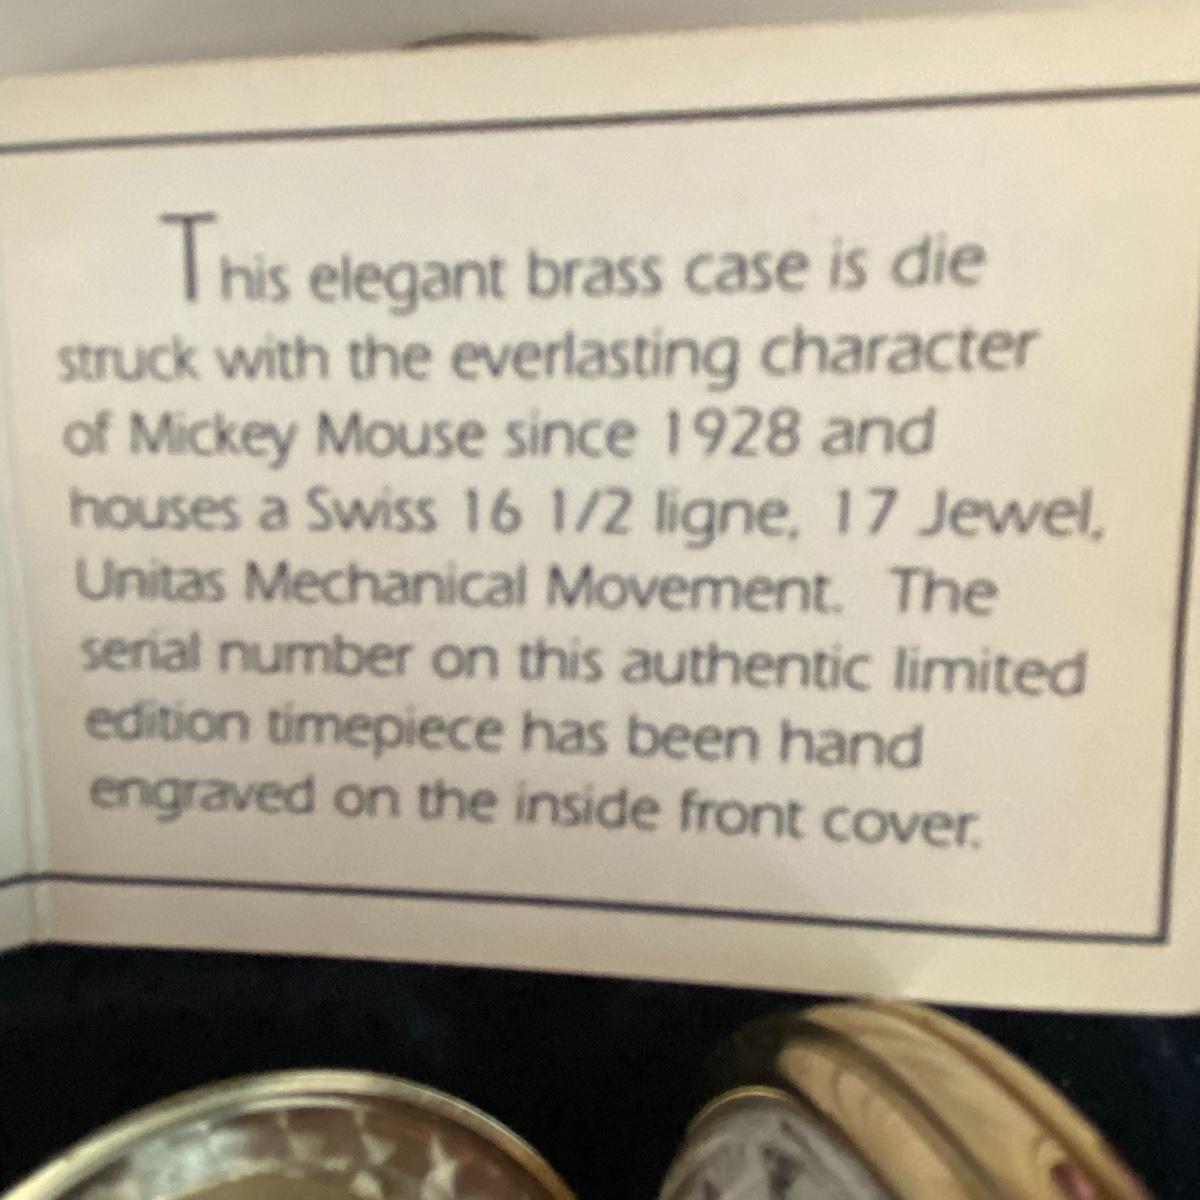 This elegant brass case is die
struck with the everlasting character
of Mickey Mouse since 1928 and
houses a Swiss 16 1/2 ligne, 17 Jewel,
Unitas Mechanical Movement. The
serial number on this authentic limited
edition timepiece has been hand
engraved on the inside front cover.